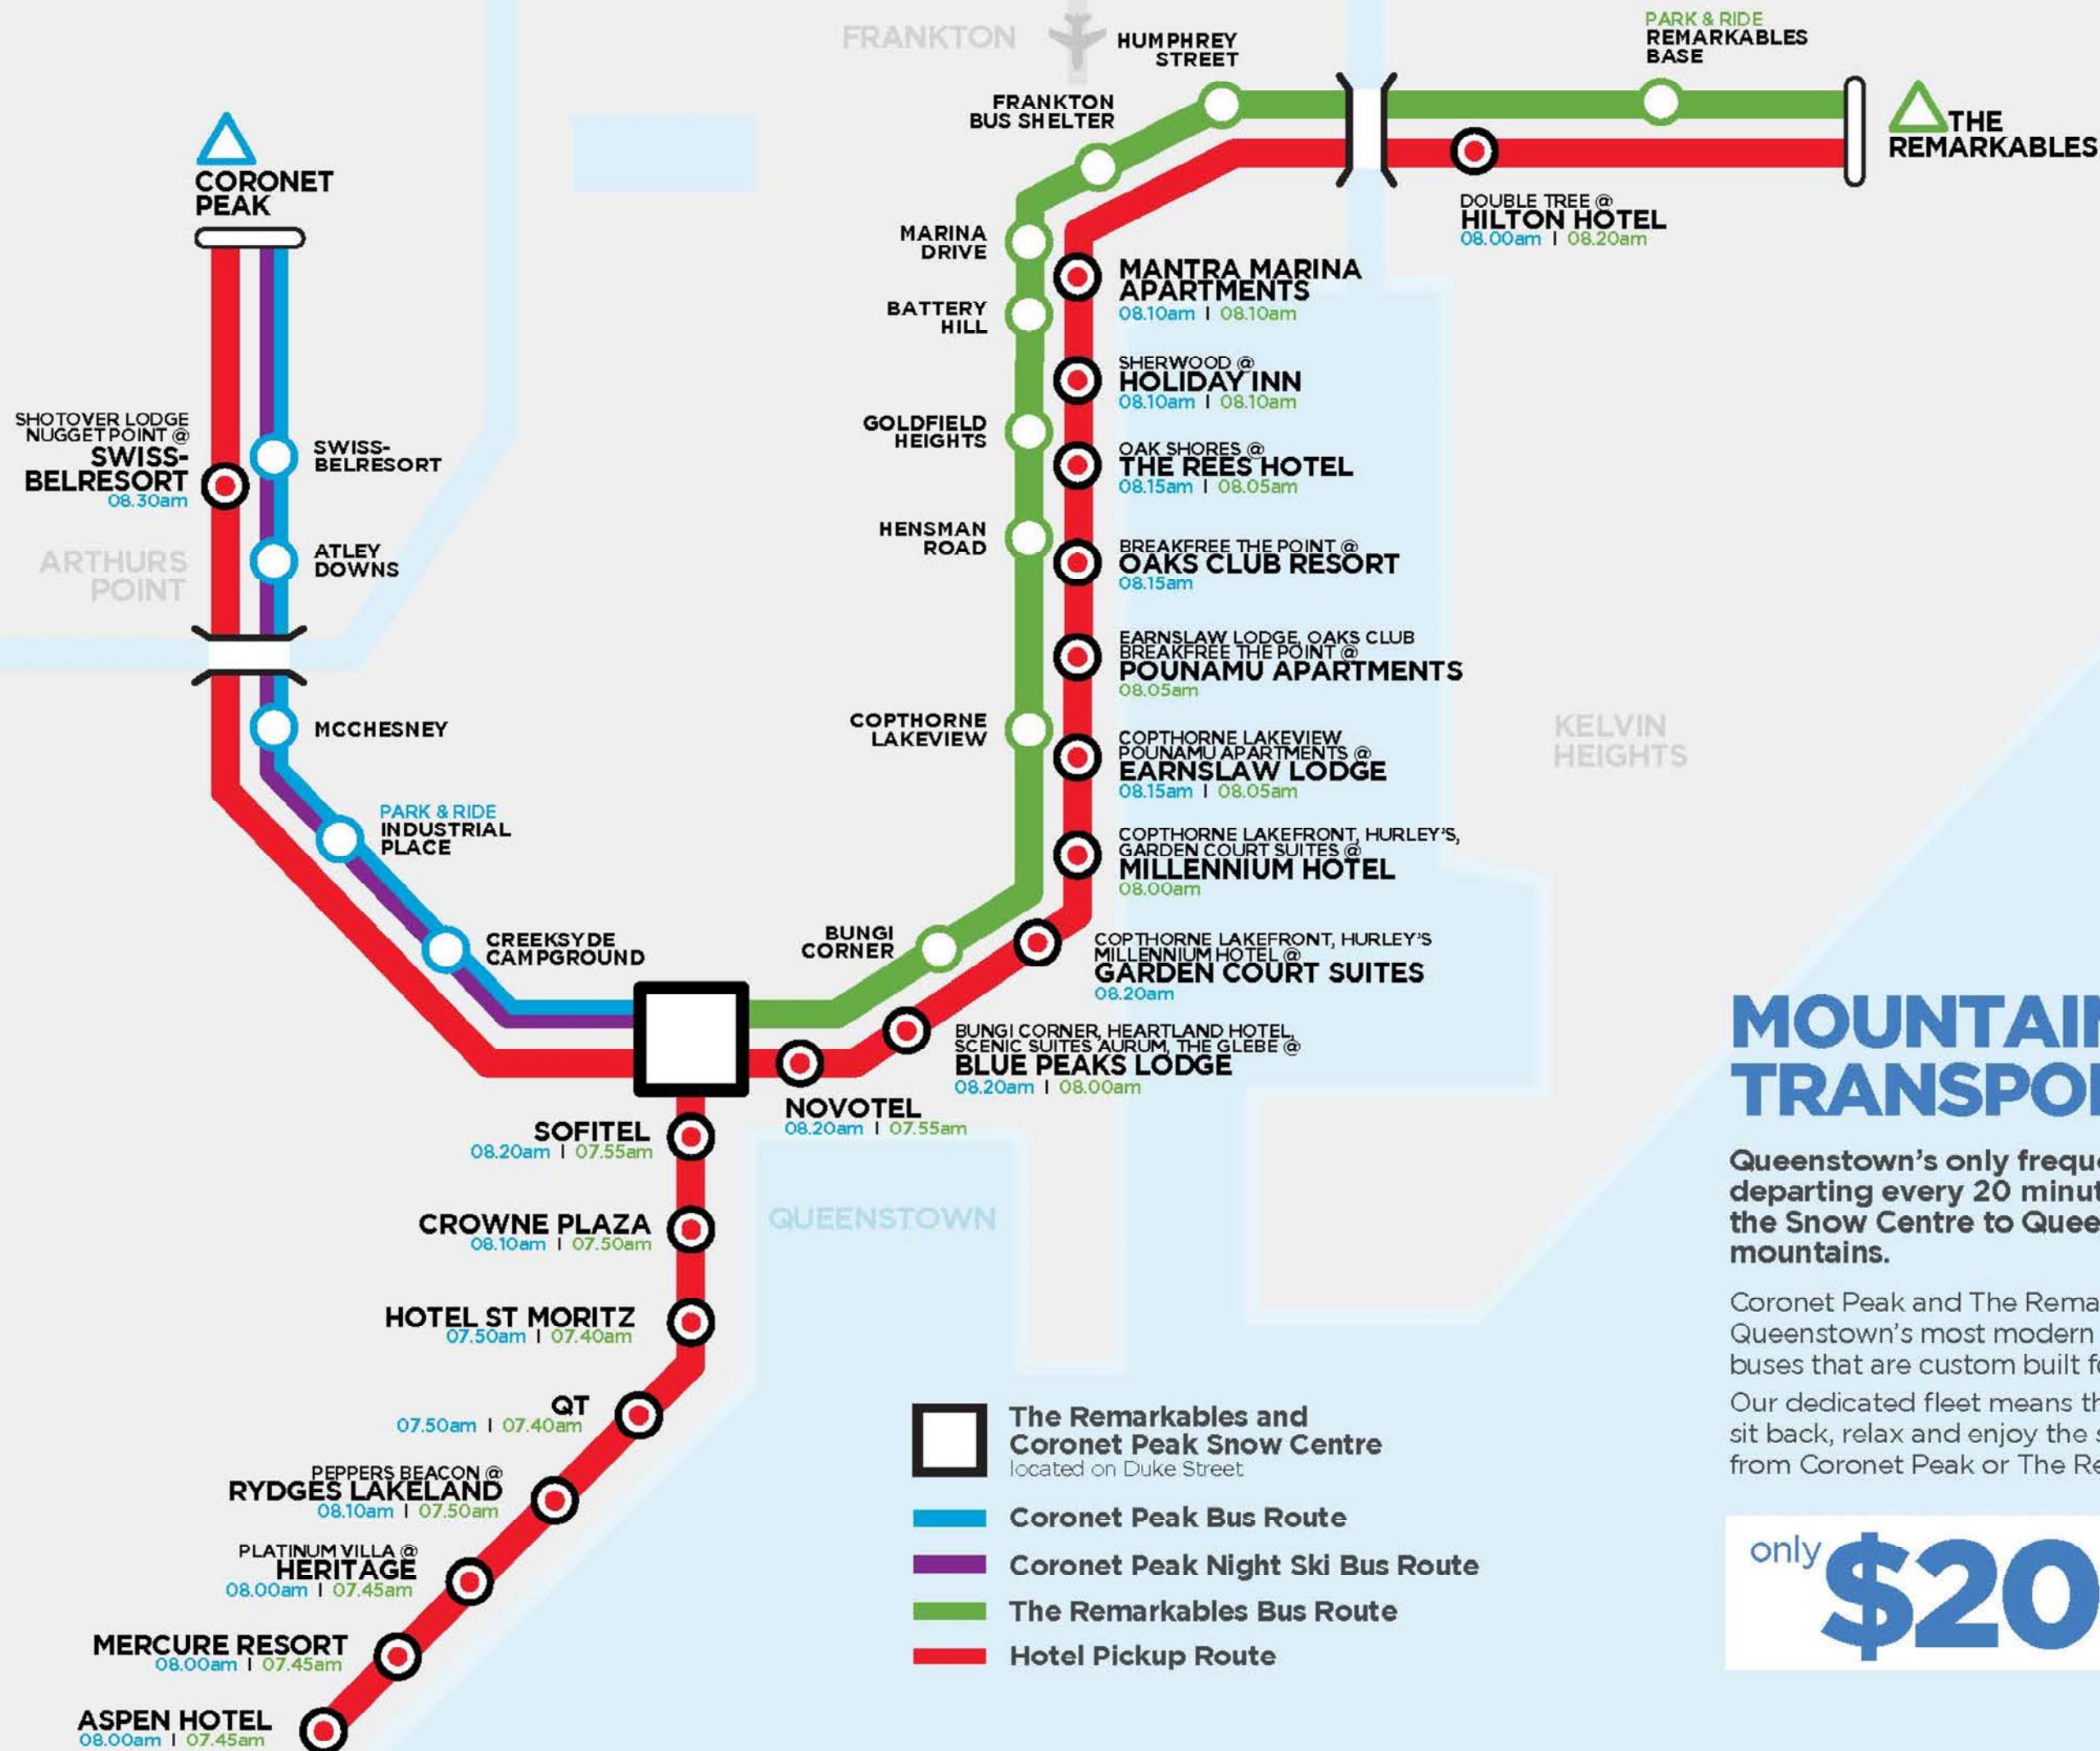 FRANKTON
HUMPHREY
STREET
PARK & RIDE
REMARKABLES
BASE
FRANKTON
BUS SHELTER
THE
REMARKABLES
CORONET
PEAK
DOUBLE TREE @
HILTON HOTEL
08.00am | 08.20am
MARINA
DRIVE
MANTRA MARINA
APARTMENTS
08.10am | 08.10am
BATTERY
HILL
SHERWOOD @
HOLIDAY INN
08.10am | 08.10am
GOLDFIELD
HEIGHTS
OAK SHORES @
THE REES HOTEL
08.15am | 08.05am
SHOTOVER LODGE
NUGGET POINT @
SWISS-
BELRESORT
08.30am
SWISS-
BELRESORT
HENSMAN
ROAD
BREAKFREE THE POINT @
OAKS CLUB RESORT
08.15am
ARTHURS
POINT
ATLEY
DOWNS
EARNSLAW LODGE, OAKS CLUB
BREAKFREE THE POINT @
POUNAMU APARTMENTS
08.05am
MCCHESNEY
COPTHORNE
LAKEVIEW
COPTHORNE LAKEVIEW
POUNAMU APARTMENTS @
EARNSLAW LODGE
08.15am | 08.05am
KELVIN
HEIGHTS
PARK & RIDE
INDUSTRIAL
PLACE
COPTHORNE LAKEFRONT, HURLEY'S,
GARDEN COURT SUITES @
MILLENNIUM HOTEL
08.00am
CREEKSYDE
CAMPGROUND
BUNGI
CORNER
COPTHORNE LAKEFRONT, HURLEY'S
MILLENNIUM HOTEL @
GARDEN COURT SUITES
08.20am
BUNGI CORNER, HEARTLAND HOTEL,
SCENIC SUITES AURUM, THE GLEBE @
BLUE PEAKS LODGE
08.20am | 08.00am
NOVOTEL
08.20am | 07.55am
SOFITEL
08.20am | 07.55am
CROWNE PLAZA
08.10am | 07.50am
QUEENSTOWN
HOTEL ST MORITZ
07.50am | 07.40am
QT
07.50am | 07.40am
PEPPERS BEACON @
RYDGES LAKELAND
08.10am | 07.50am
PLATINUM VILLA @
HERITAGE
08.00am | 07.45am
MERCURE RESORT
08.00am | 07.45am
ASPEN HOTEL
08.00am | 07.45am
The Remarkables and
Coronet Peak Snow Centre
located on Duke Street
Coronet Peak Bus Route
Coronet Peak Night Ski Bus Route
The Remarkables Bus Route
Hotel Pickup Route
MOUNTAIN
TRANSPO
Queenstown's only frequ
departing every 20 minut
the Snow Centre to Quee
mountains.
Coronet Peak and The Rema
Queenstown's most modern
buses that are custom built f
Our dedicated fleet means th
sit back, relax and enjoy the s
from Coronet Peak or The Re
only $20